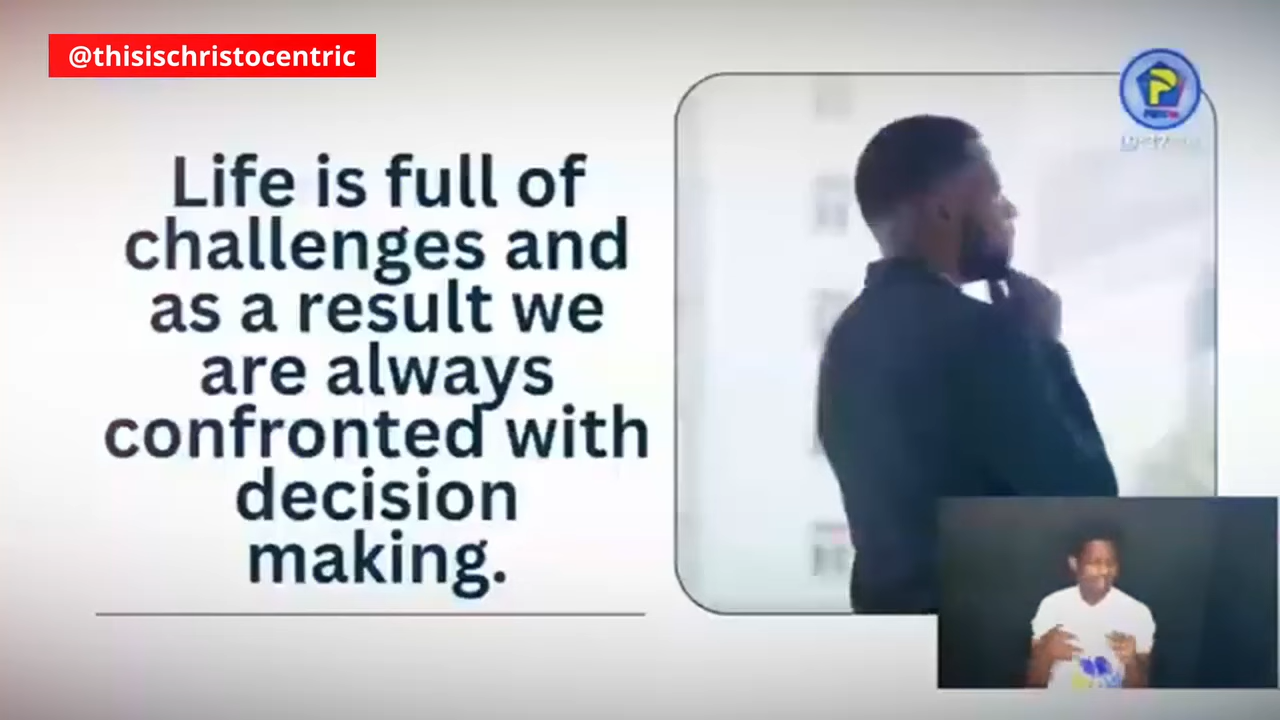 @thisischristocentric
Life is full of
challenges and
as a result we
are always
confronted with
decision
making.